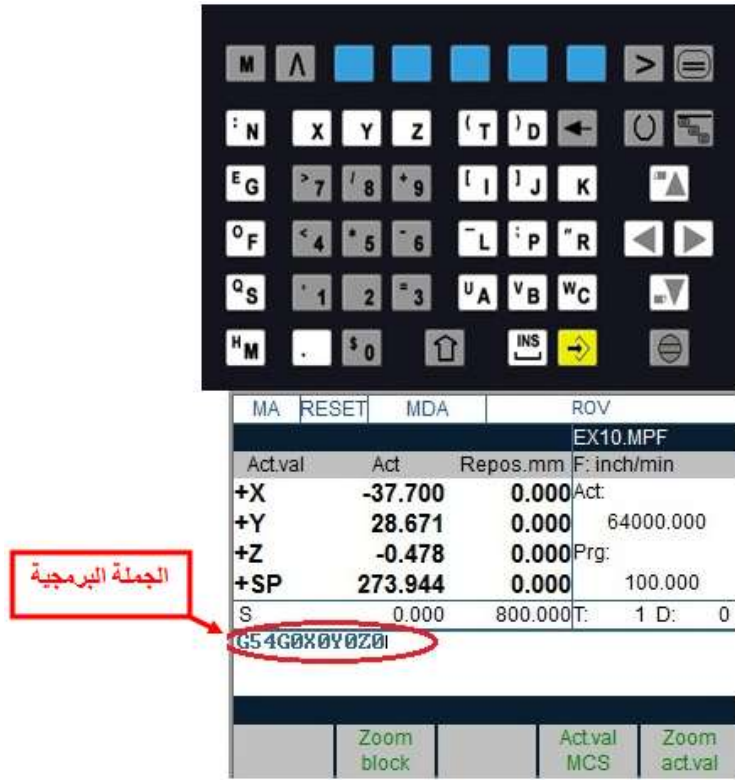 M Λ >
: N X Y Z ( T ) D
E G > 7 / 8 + 9 [ I ] J K
O F < 4 * 5 - 6 ~ L ; P " R
Q S ' 1 2 = 3 U A V B W C
H M . $ 0 INS
MA RESET MDA ROV
EX10.MPF
Act.val Act Repos.mm F: inch/min
+X -37.700 0.000 Act:
+Y 28.671 0.000 64000.000
+Z -0.478 0.000 Prg:
+SP 273.944 0.000 100.000
S 0.000 800.000 T: 1 D: 0
الجملة البرمجية
G54G0X0Y0Z0
Zoom block Act.val MCS Zoom act.val